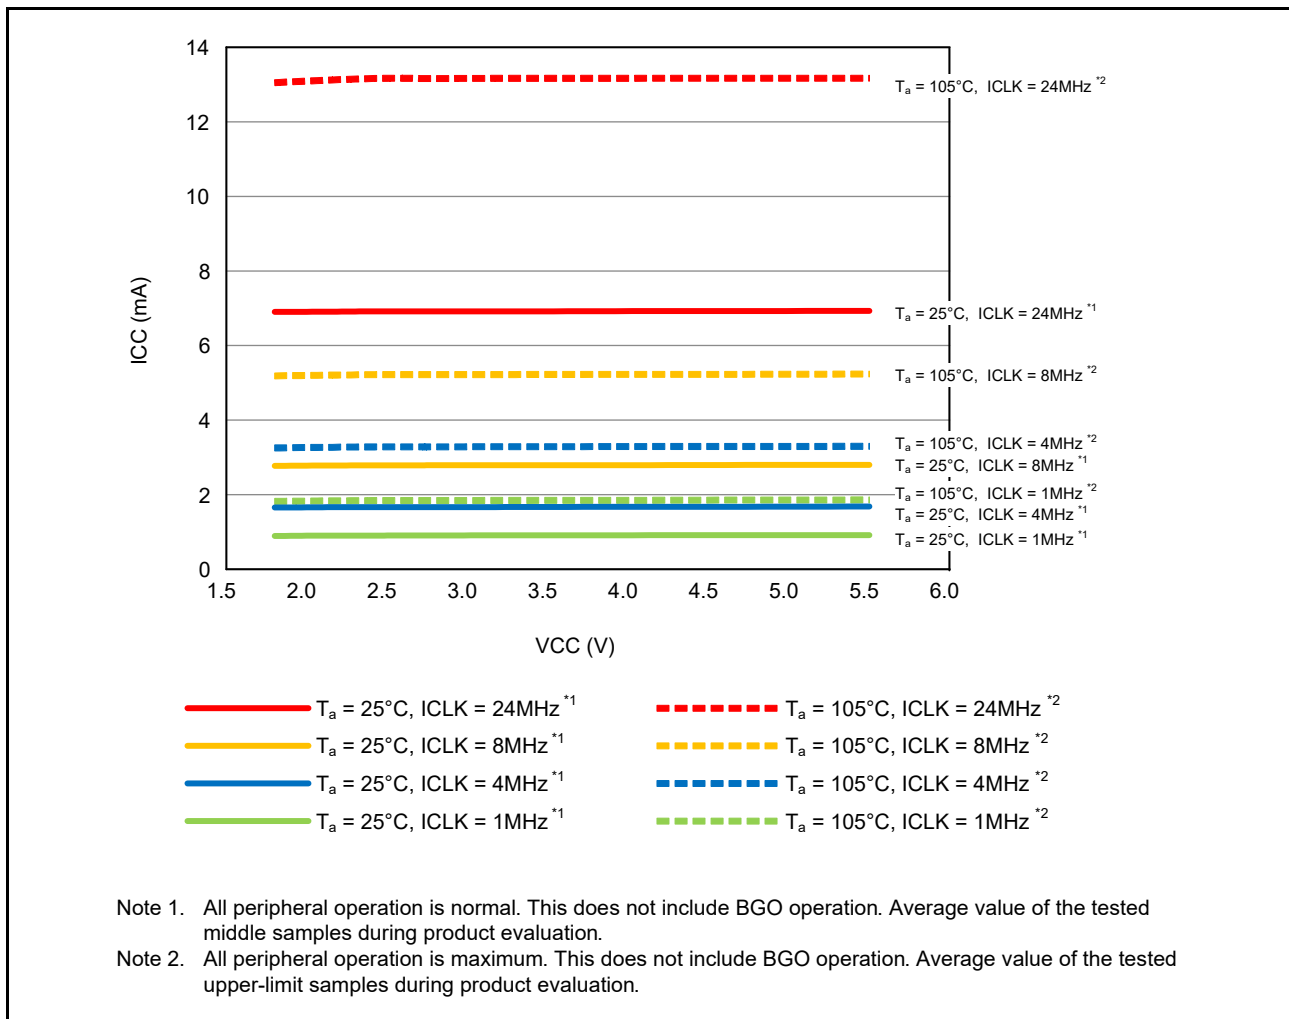 14
12
10
8
6
4
2
0
ICC (mA)
1.5 2.0 2.5 3.0 3.5 4.0 4.5 5.0 5.5 6.0
VCC (V)
Ta = 105°C, ICLK = 24MHz *2
Ta = 25°C, ICLK = 24MHz *1
Ta = 105°C, ICLK = 8MHz *2
Ta = 105°C, ICLK = 4MHz *2
Ta = 25°C, ICLK = 8MHz *1
Ta = 105°C, ICLK = 1MHz *2
Ta = 25°C, ICLK = 4MHz *1
Ta = 25°C, ICLK = 1MHz *1
Ta = 25°C, ICLK = 24MHz *1
Ta = 105°C, ICLK = 24MHz *2
Ta = 25°C, ICLK = 8MHz *1
Ta = 105°C, ICLK = 8MHz *2
Ta = 25°C, ICLK = 4MHz *1
Ta = 105°C, ICLK = 4MHz *2
Ta = 25°C, ICLK = 1MHz *1
Ta = 105°C, ICLK = 1MHz *2
Note 1. All peripheral operation is normal. This does not include BGO operation. Average value of the tested
middle samples during product evaluation.
Note 2. All peripheral operation is maximum. This does not include BGO operation. Average value of the tested
upper-limit samples during product evaluation.